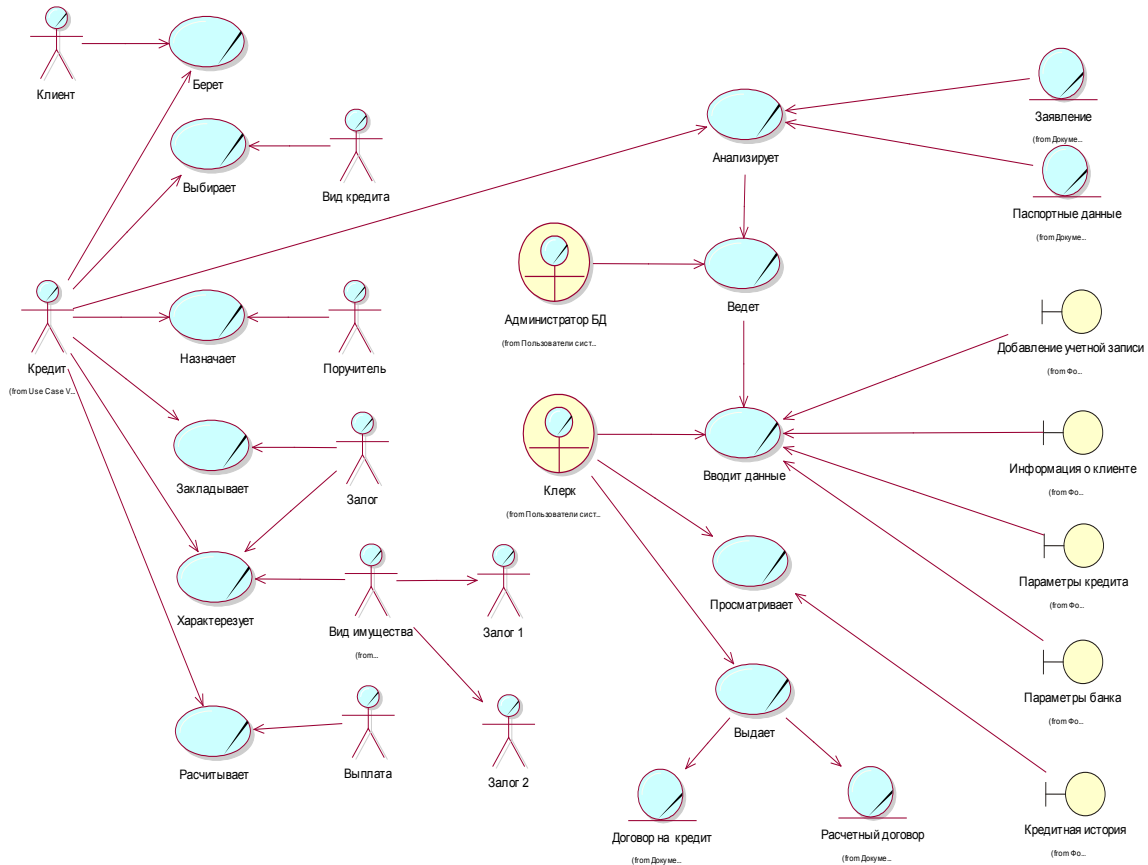 Клиент
Берет
Выбирает
Вид кредита
Кредит
(from Use Case V...
Назначает
Поручитель
Закладывает
Залог
Характерезует
Вид имущества
(from...
Залог 1
Залог 2
Расчитывает
Выплата
Анализирует
Заявление
(from Докуме...
Паспортные данные
(from Докуме...
Администратор БД
(from Пользователи сист...
Ведет
Добавление учетной записи
(from Фо...
Клерк
(from Пользователи сист...
Вводит данные
Информация о клиенте
(from Фо...
Просматривает
Параметры кредита
(from Фо...
Параметры банка
(from Фо...
Выдает
Договор на кредит
(from Докуме...
Расчетный договор
(from Докуме...
Кредитная история
(from Фо...